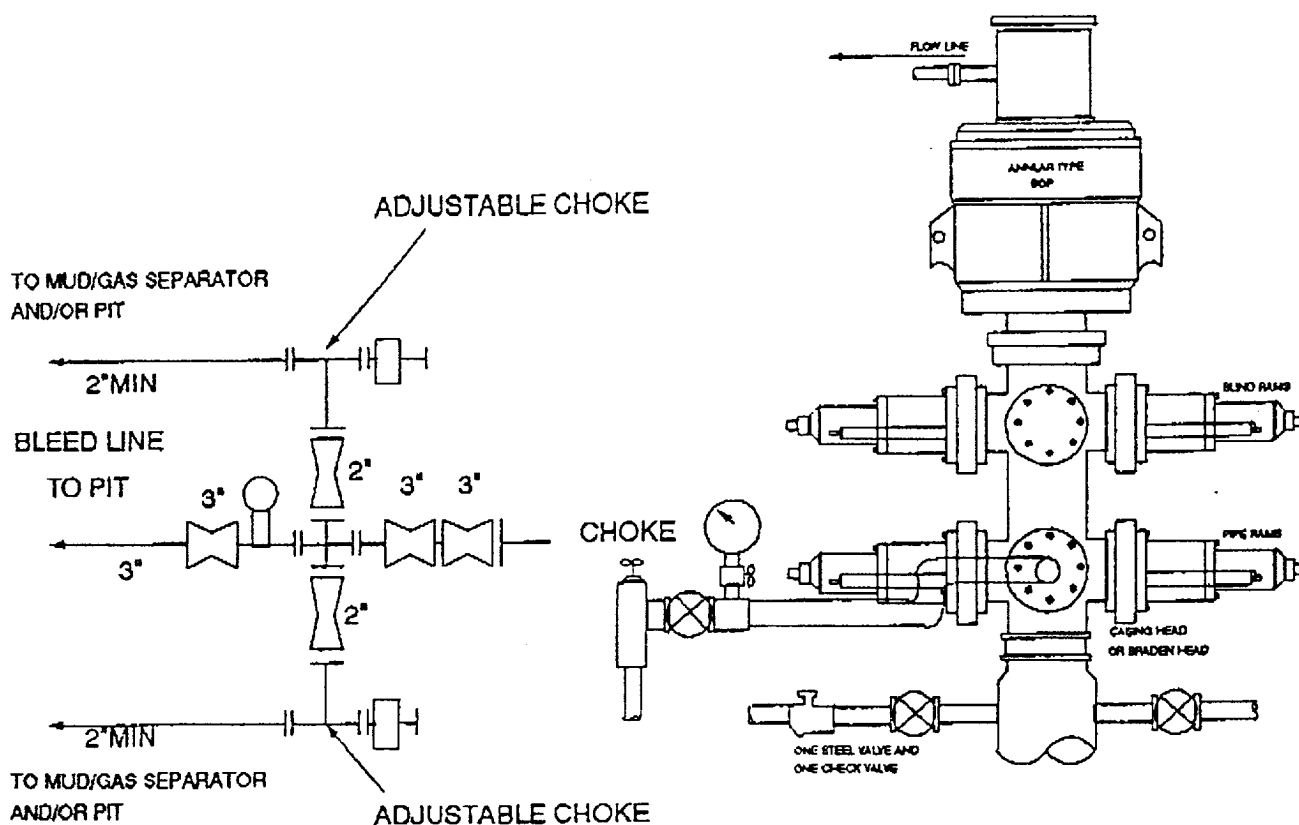 ADJUSTABLE CHOKE
TO MUD/GAS SEPARATOR
AND/OR PIT
2" MIN
BLEED LINE
TO PIT
2"
3"
3"
3"
3"
2"
2" MIN
TO MUD/GAS SEPARATOR
AND/OR PIT
ADJUSTABLE CHOKE
FLOW LINE
ANNULAR TYPE
BOP
BLIND RAMS
CHOKE
PIPE RAMS
CASING HEAD
OR BRADEN HEAD
ONE STEEL VALVE AND
ONE CHECK VALVE